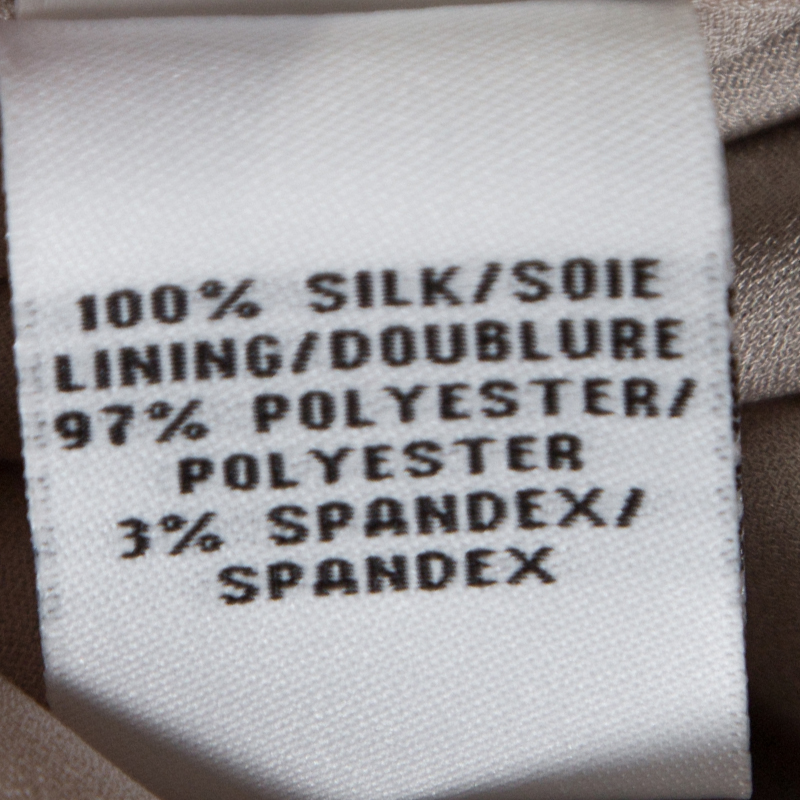 100% SILK/SOIE
LINING/DOUBLURE
97% POLYESTER/
POLYESTER
3% SPANDEX/
SPANDEX